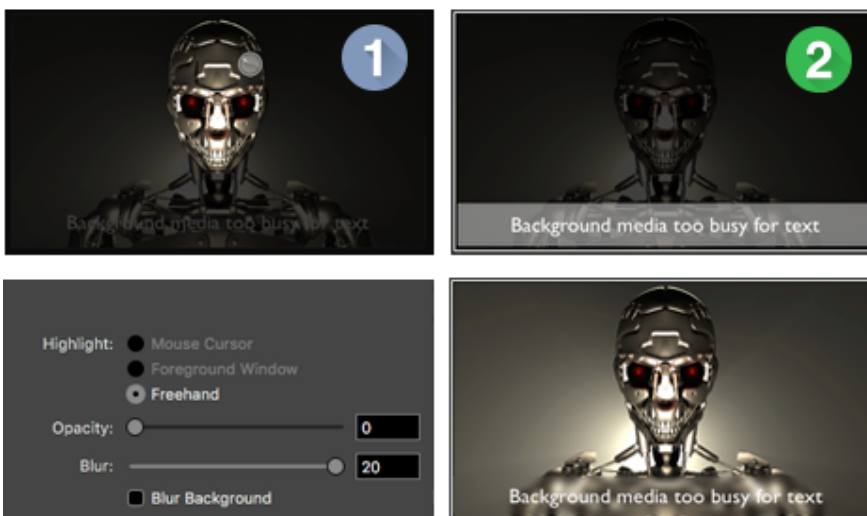 1
Background media too busy for text
2
Background media too busy for text
Highlight: Mouse Cursor
Foreground Window
Freehand
Opacity: 0
Blur: 20
Blur Background
Background media too busy for text